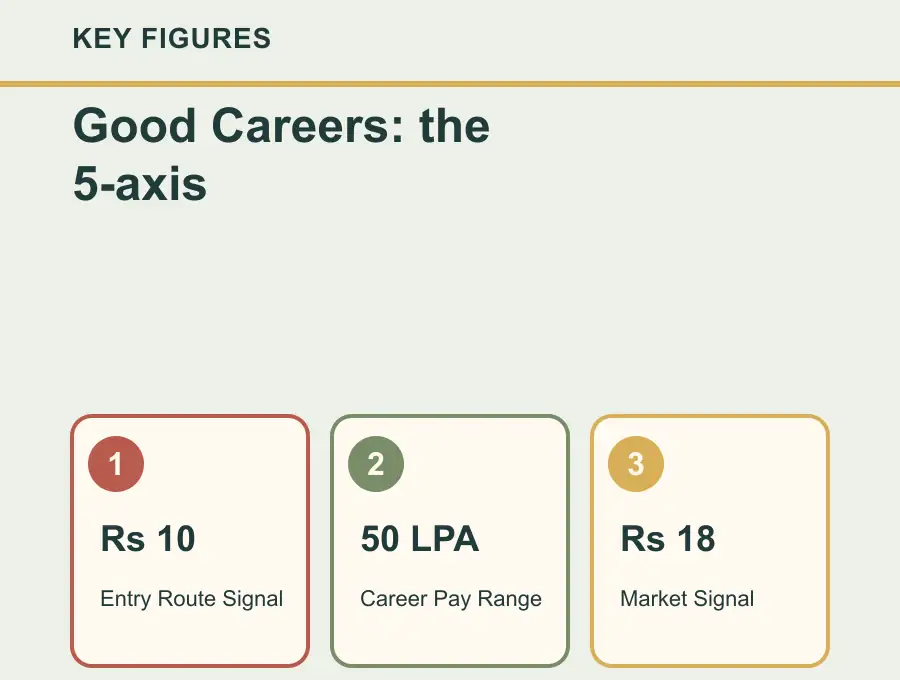 KEY FIGURES
Good Careers: the
5-axis
1
2
3
Rs 10
50 LPA
Rs 18
Entry Route Signal
Career Pay Range
Market Signal